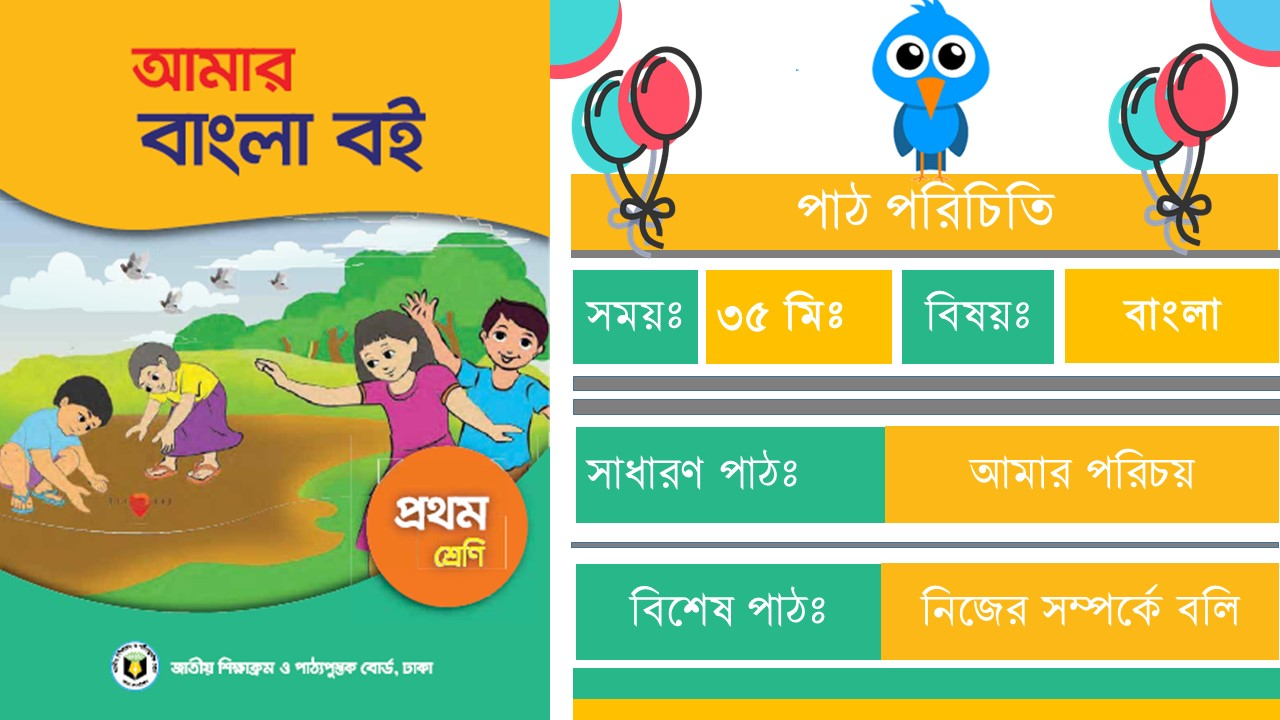 আমার
বাংলা বই
প্রথম
শ্রেণি
জাতীয় শিক্ষাক্রম ও পাঠ্যপুস্তক বোর্ড, ঢাকা
পাঠ পরিচিতি
সময়ঃ ৩৫ মিঃ বিষয়ঃ বাংলা
সাধারণ পাঠঃ আমার পরিচয়
বিশেষ পাঠঃ নিজের সম্পর্কে বলি